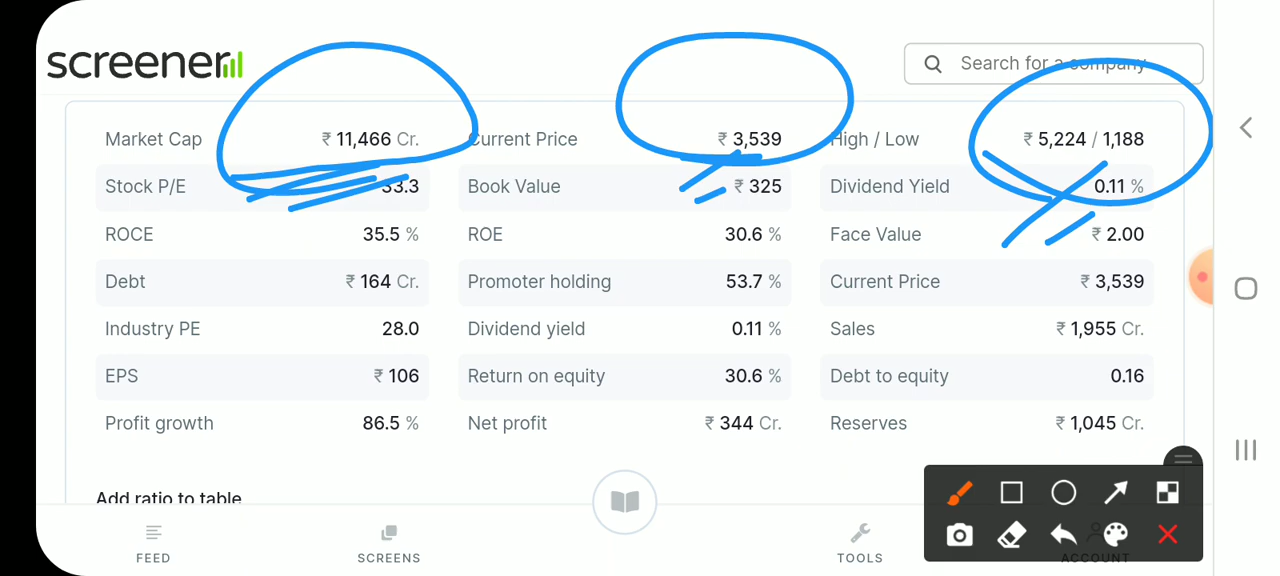 screener
Search for a company
Market Cap ₹ 11,466 Cr. Current Price ₹ 3,539 High / Low ₹ 5,224 / 1,188
Stock P/E 33.3 Book Value ₹ 325 Dividend Yield 0.11 %
ROCE 35.5 % ROE 30.6 % Face Value ₹ 2.00
Debt ₹ 164 Cr. Promoter holding 53.7 % Current Price ₹ 3,539
Industry PE 28.0 Dividend yield 0.11 % Sales ₹ 1,955 Cr.
EPS ₹ 106 Return on equity 30.6 % Debt to equity 0.16
Profit growth 86.5 % Net profit ₹ 344 Cr. Reserves ₹ 1,045 Cr.
Add ratio to table
FEED SCREENS TOOLS ACCOUNT